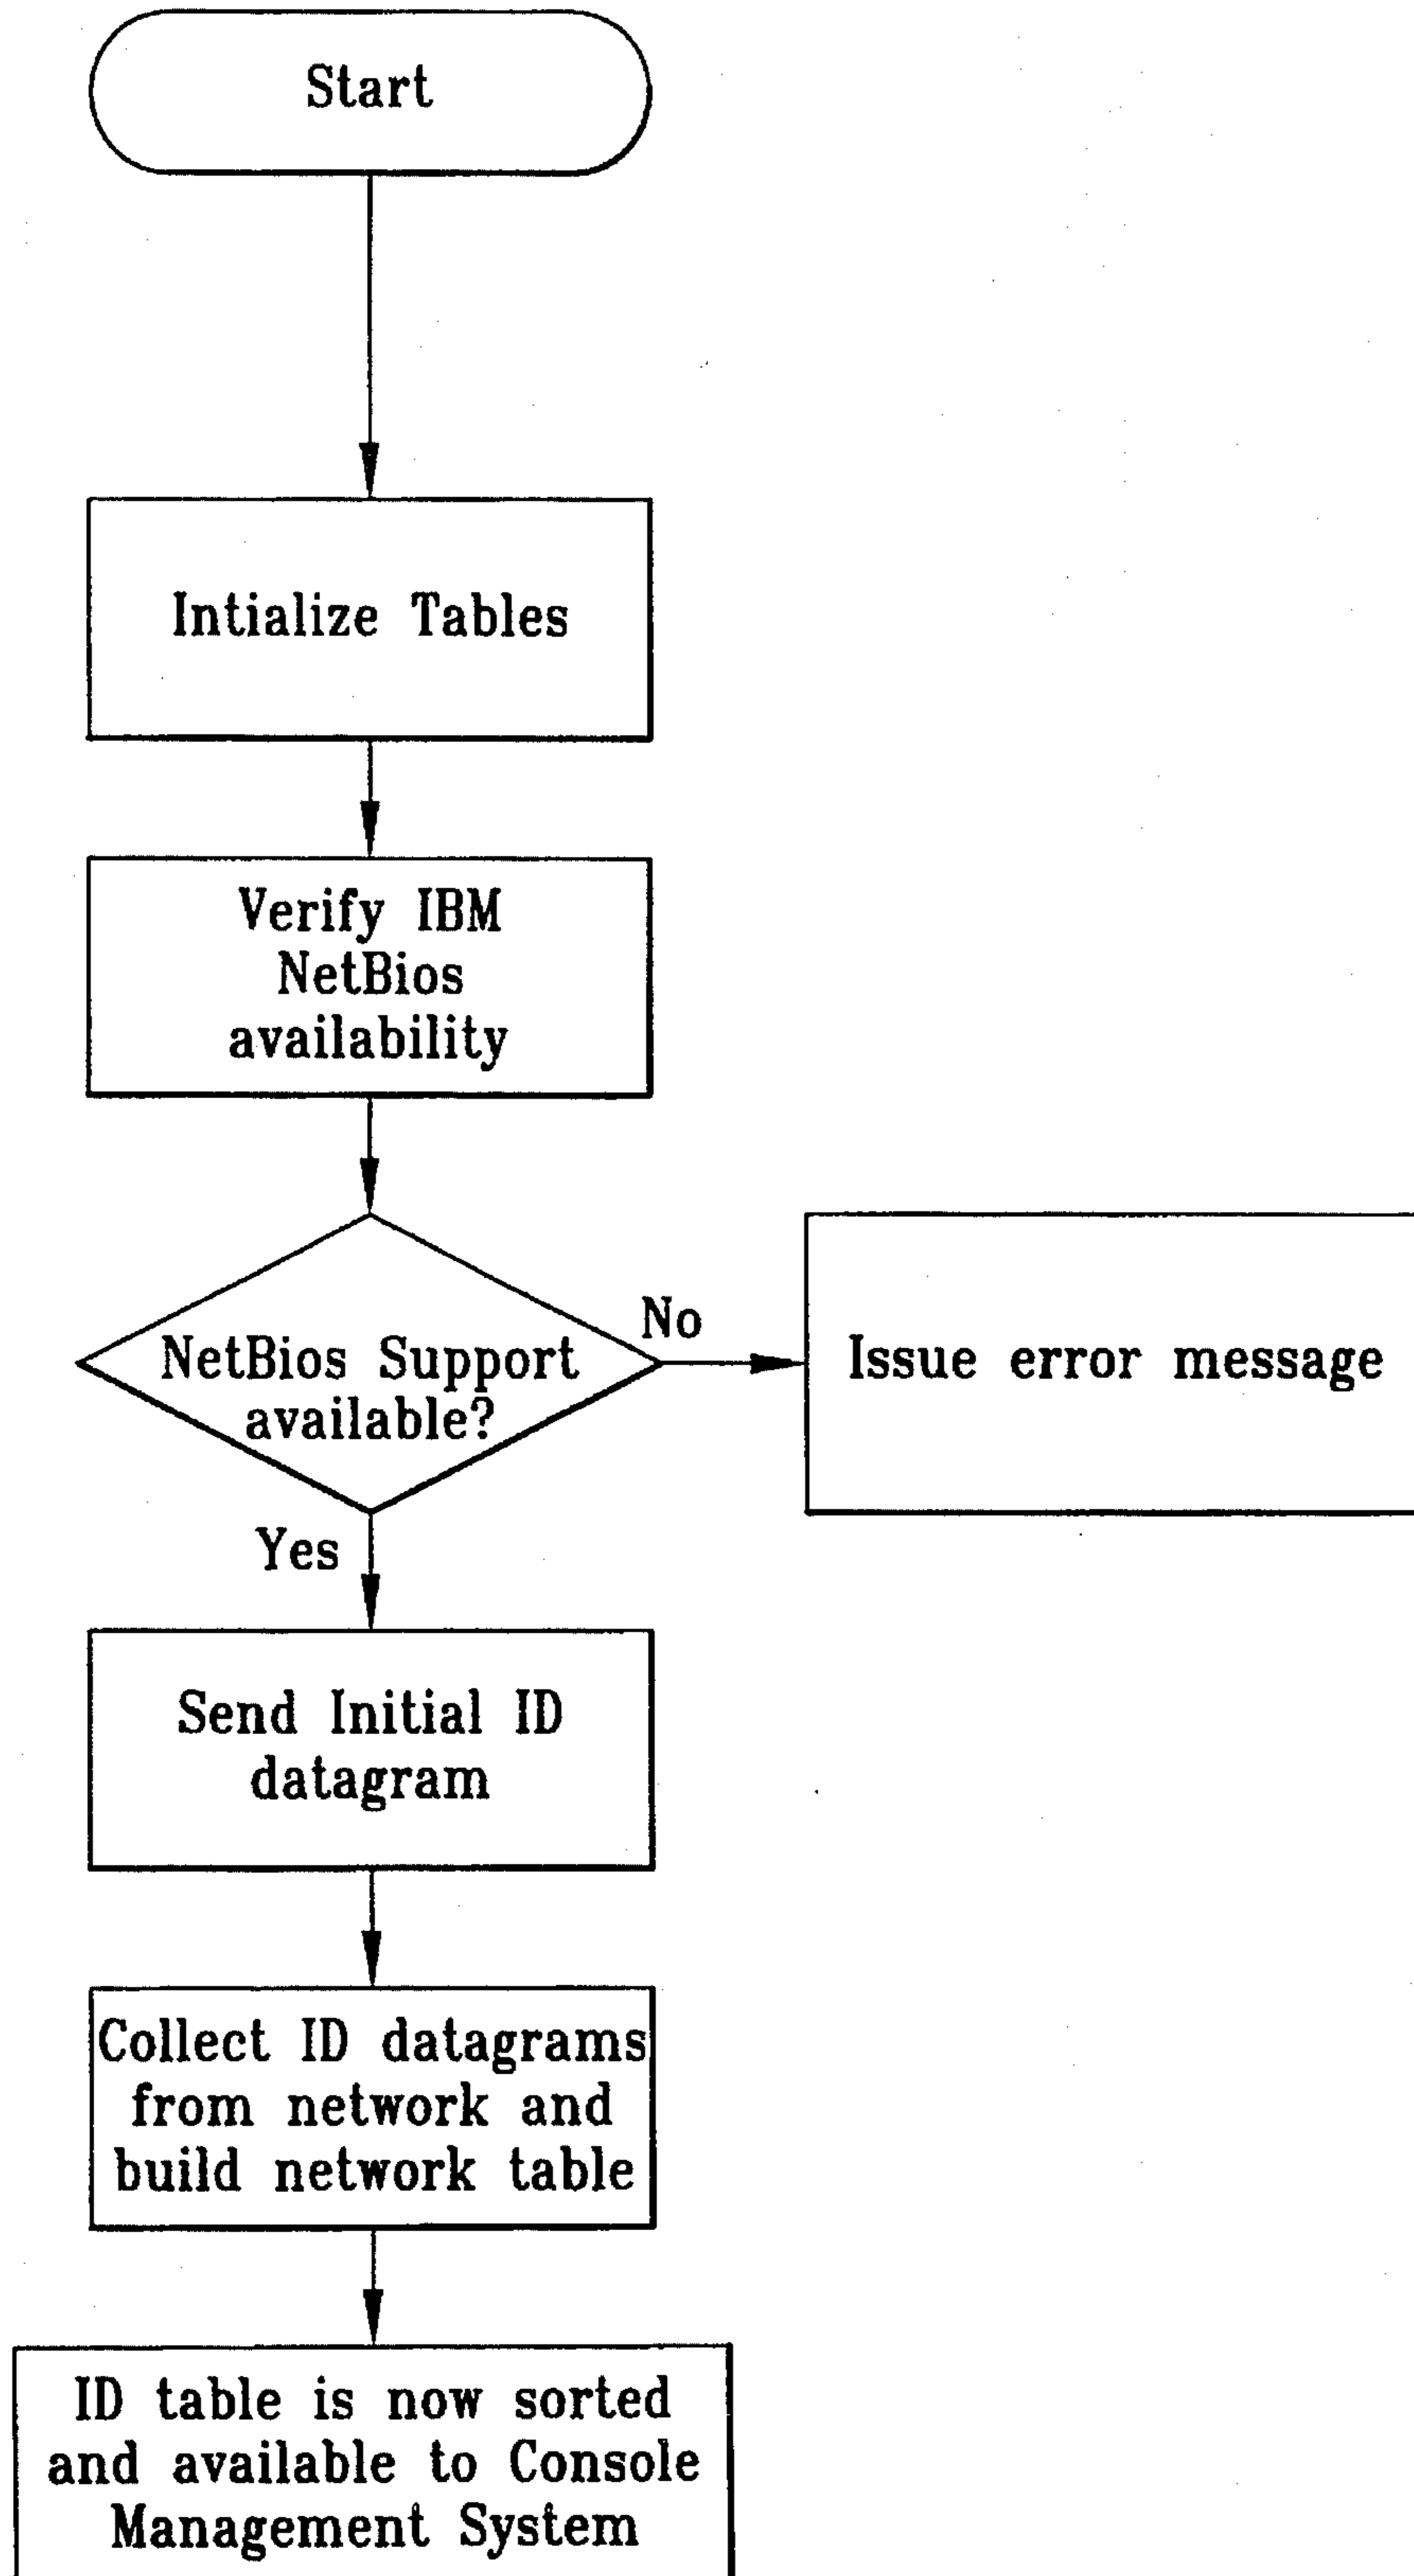 Start
Intialize Tables
Verify IBM
NetBios
availability
NetBios Support
available?
No
Issue error message
Yes
Send Initial ID
datagram
Collect ID datagrams
from network and
build network table
ID table is now sorted
and available to Console
Management System